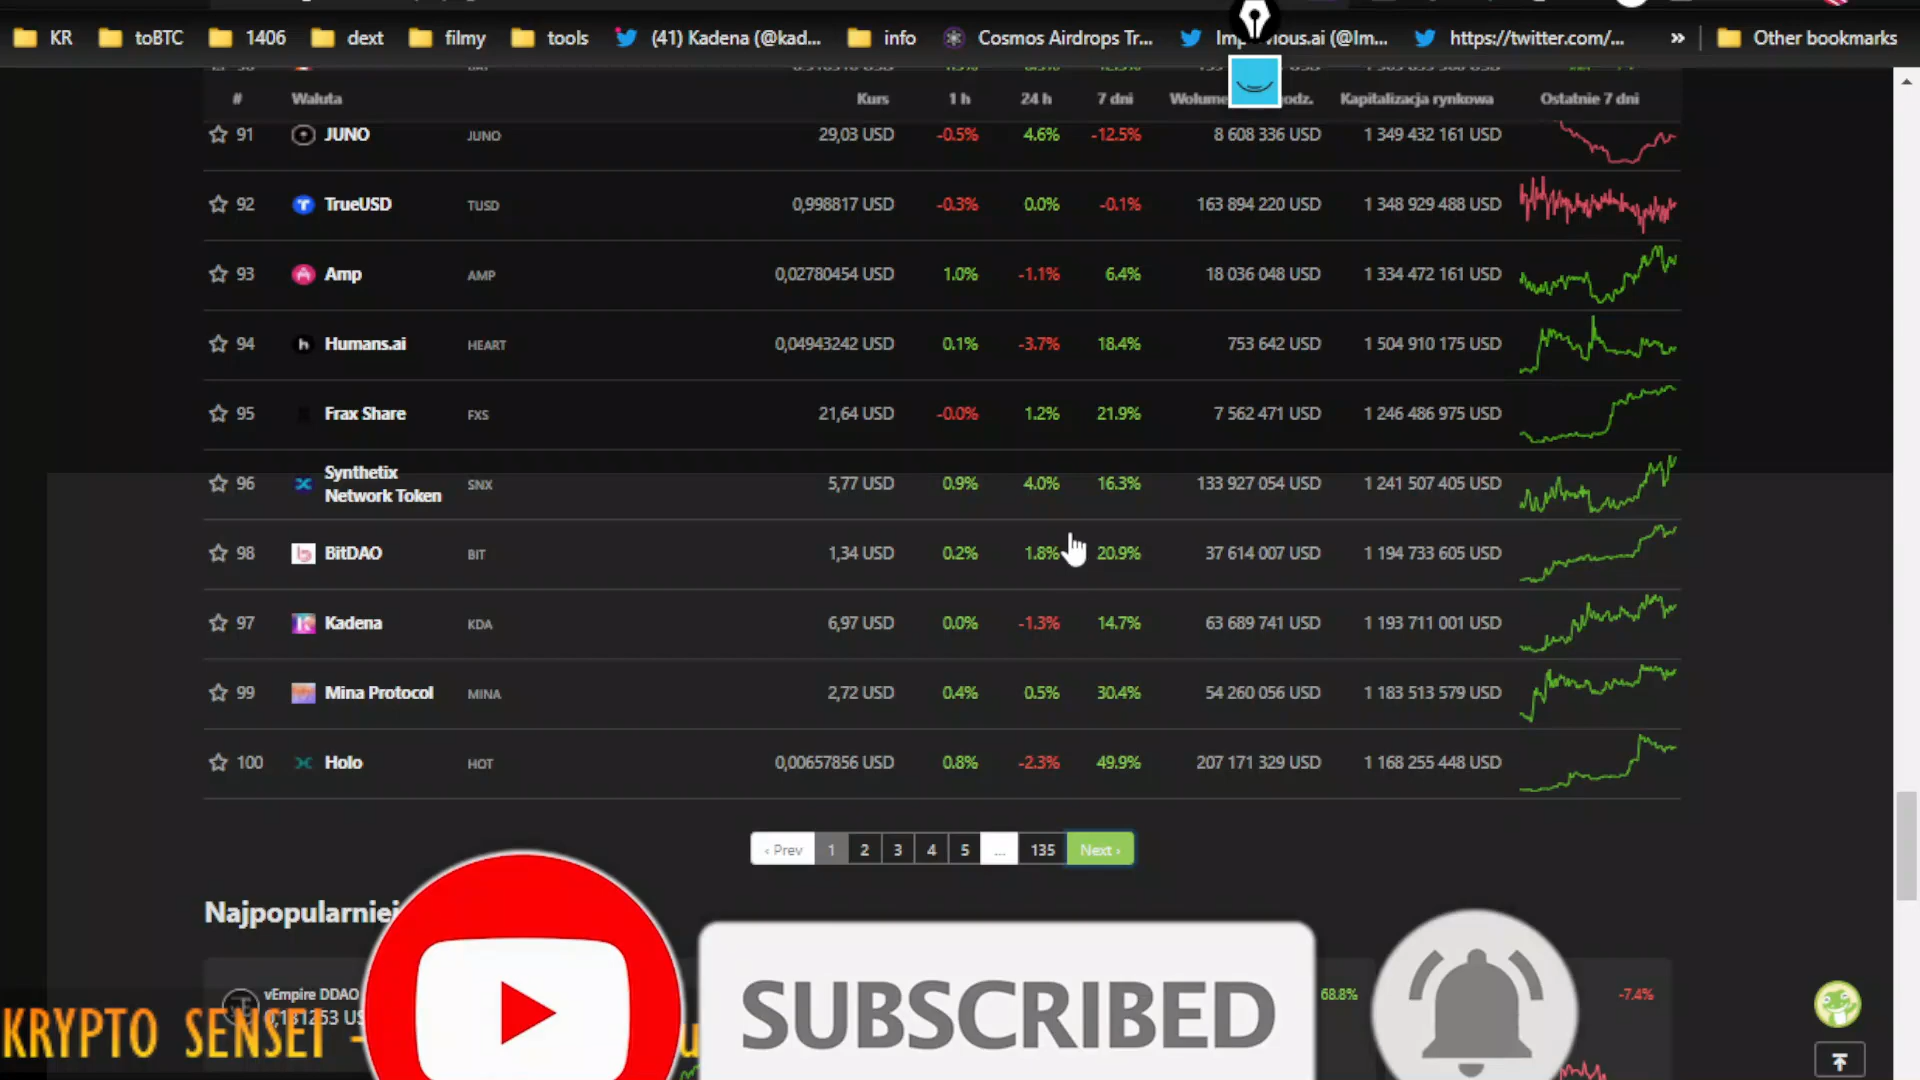 KR toBTC 1406 dext filmy tools (41) Kadena (@kad... info Cosmos Airdrops Tr... https://twitter.com/... » Other bookmarks
# Waluta Kurs 1 h 24 h 7 dni Kapitalizacja rynkowa Ostatnie 7 dni
91 JUNO JUNO 29,03 USD -0.5% 4.6% -12.5% 8 608 336 USD 1 349 432 161 USD
92 TrueUSD TUSD 0,998817 USD -0.3% 0.0% -0.1% 163 894 220 USD 1 348 929 488 USD
93 Amp AMP 0,02780454 USD 1.0% -1.1% 6.4% 18 036 048 USD 1 334 472 161 USD
94 Humans.ai HEART 0,04943242 USD 0.1% -3.7% 18.4% 753 642 USD 1 504 910 175 USD
95 Frax Share FXS 21,64 USD -0.0% 1.2% 21.9% 7 562 471 USD 1 246 486 975 USD
96 Synthetix Network Token SNX 5,77 USD 0.9% 4.0% 16.3% 133 927 054 USD 1 241 507 405 USD
98 BitDAO BIT 1,34 USD 0.2% 1.8% 20.9% 37 614 007 USD 1 194 733 605 USD
97 Kadena KDA 6,97 USD 0.0% -1.3% 14.7% 63 689 741 USD 1 193 711 001 USD
99 Mina Protocol MINA 2,72 USD 0.4% 0.5% 30.4% 54 260 056 USD 1 183 513 579 USD
100 Holo HOT 0,00657856 USD 0.8% -2.3% 49.9% 207 171 329 USD 1 168 255 448 USD
‹ Prev 1 2 3 4 5 ... 135 Next ›
vEmpire DDAO 68.8% -7.4%
KRYPTO SENSEI -
SUBSCRIBED